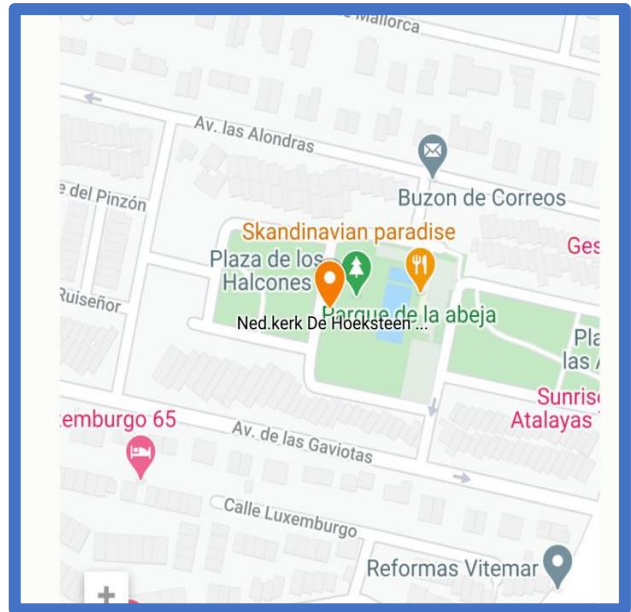 Mallorca
Av. las Alondras
Buzon de Correos
e del Pinzón
Skandinavian paradise
Ges
Plaza de los
Halcones
Ruiseñor
Parque de la abeja
Ned.kerk De Hoeksteen ...
Pla
las
Sunris
Atalayas
emburgo 65
Av. de las Gaviotas
Calle Luxemburgo
Reformas Vitemar
+